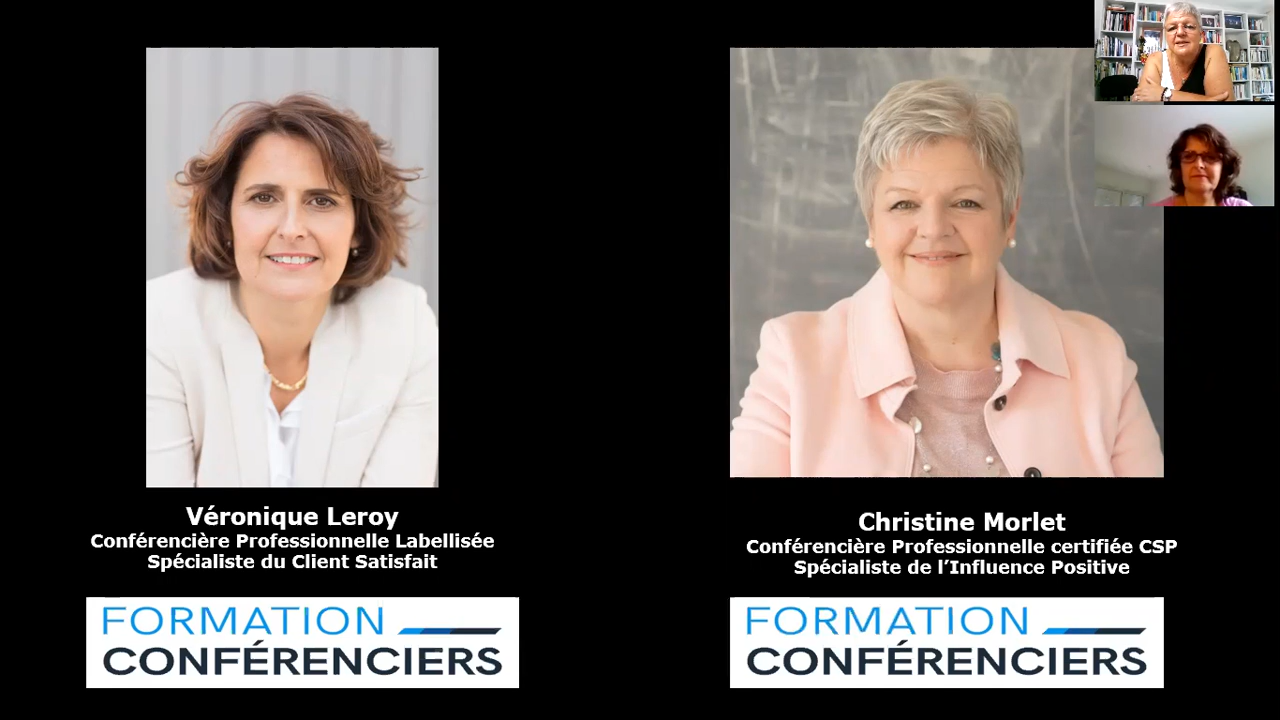 Véronique Leroy
Conférencière Professionnelle Labellisée
Spécialiste du Client Satisfait
FORMATION
CONFÉRENCIERS
Christine Morlet
Conférencière Professionnelle certifiée CSP
Spécialiste de l’Influence Positive
FORMATION
CONFÉRENCIERS